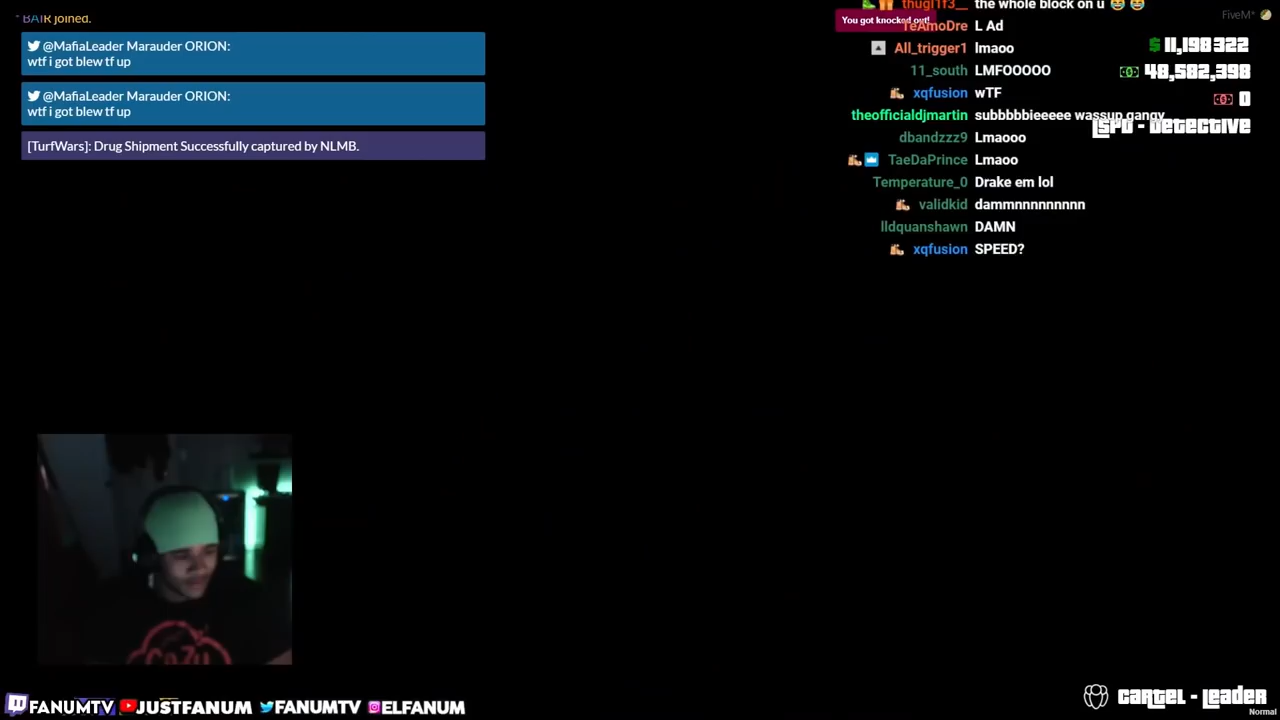 * BATR joined.
@MafiaLeader Marauder ORION:
wtf i got blew tf up
@MafiaLeader Marauder ORION:
wtf i got blew tf up
[TurfWars]: Drug Shipment Successfully captured by NLMB.
You got knocked out!
thugl1f3__ the whole block on u 😂 😂
TeAmoDre L Ad
All_trigger1 lmaoo
11_south LMFOOOOO
xqfusion wTF
theofficialdjmartin subbbbbieeeee wassup gangy
dbandzzz9 Lmaooo
TaeDaPrince Lmaoo
Temperature_0 Drake em lol
validkid dammnnnnnnnnn
lldquanshawn DAMN
xqfusion SPEED?
FiveM*
$ 11,198 322
48,582,398
0
LSPD - Detective
COZY
FANUMTV JUSTFANUM FANUMTV ELFANUM
Cartel - Leader
Normal